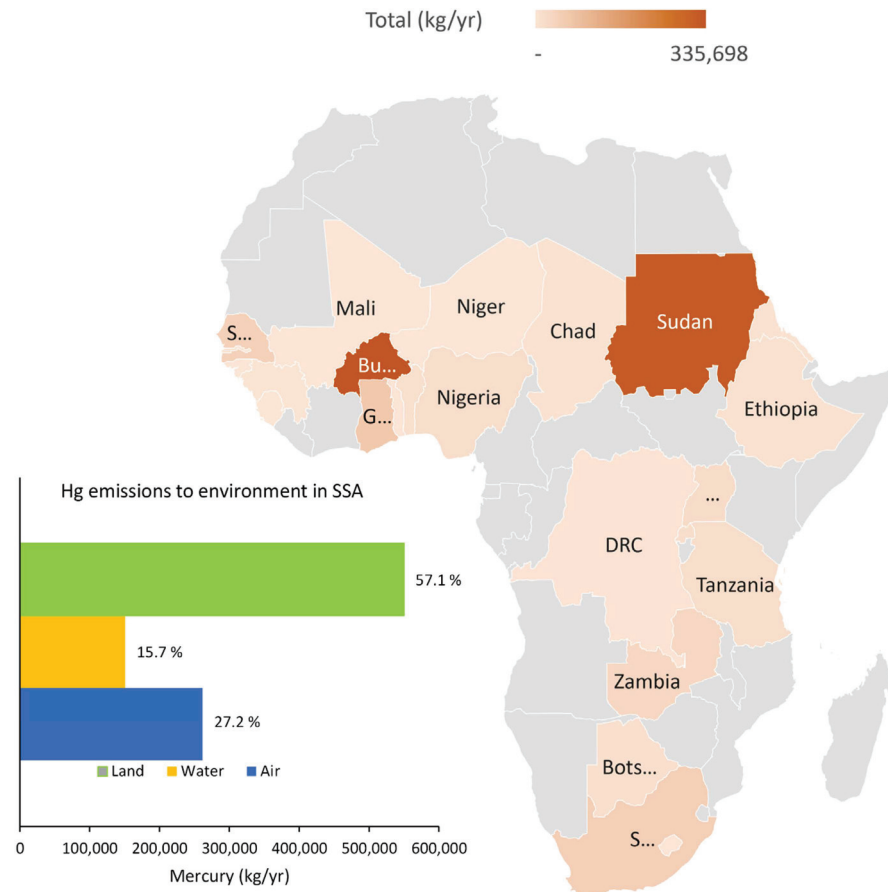 Total (kg/yr)
- 335,698
Mali
Niger
Chad
Sudan
S...
Bu...
G...
Nigeria
Ethiopia
Hg emissions to environment in SSA
...
57.1 %
DRC
Tanzania
15.7 %
Zambia
27.2 %
Land Water Air
Bots...
S...
0 100,000 200,000 300,000 400,000 500,000 600,000
Mercury (kg/yr)